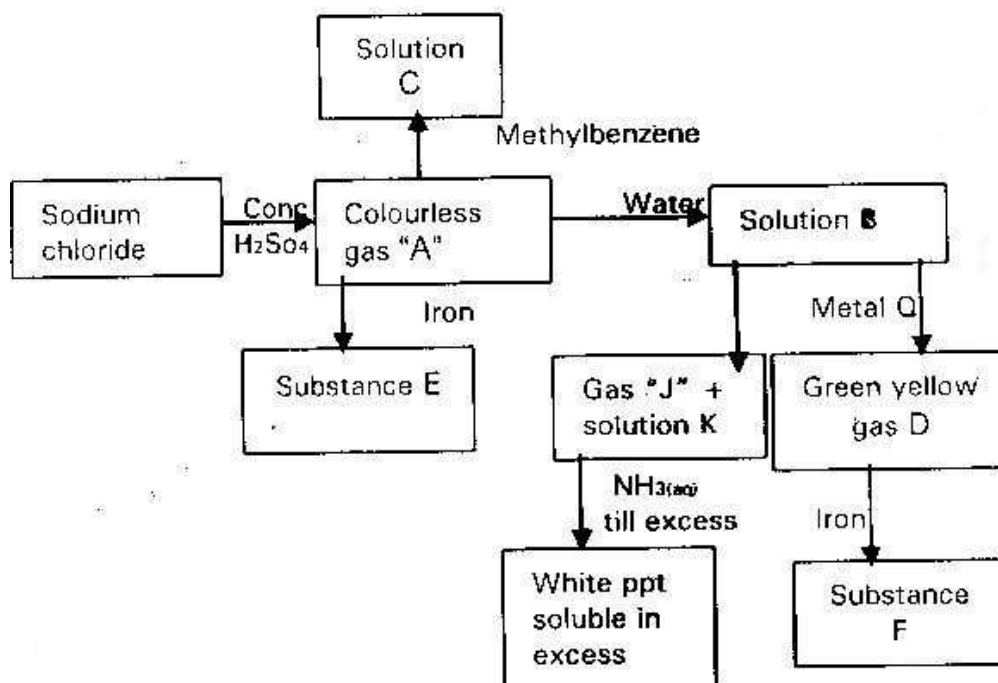 Solution
C
Methylbenzene
Sodium
chloride
Conc
H₂So₄
Colourless
gas "A"
Water
Solution B
Iron
Metal Q
Substance E
Gas "J" +
solution K
Green yellow
gas D
NH₃(aq)
till excess
Iron
White ppt
soluble in
excess
Substance
F